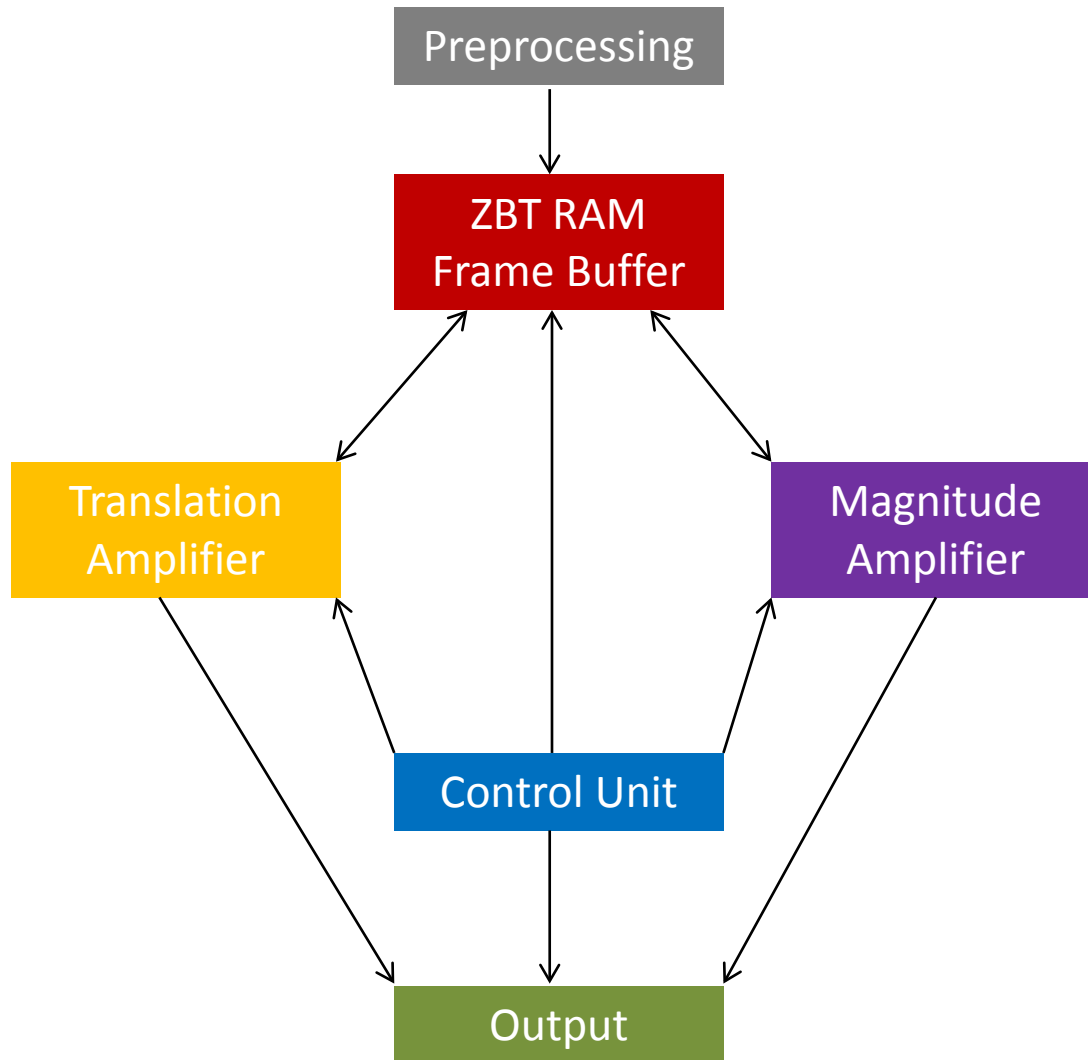 Preprocessing
ZBT RAM
Frame Buffer
Translation
Amplifier
Magnitude
Amplifier
Control Unit
Output